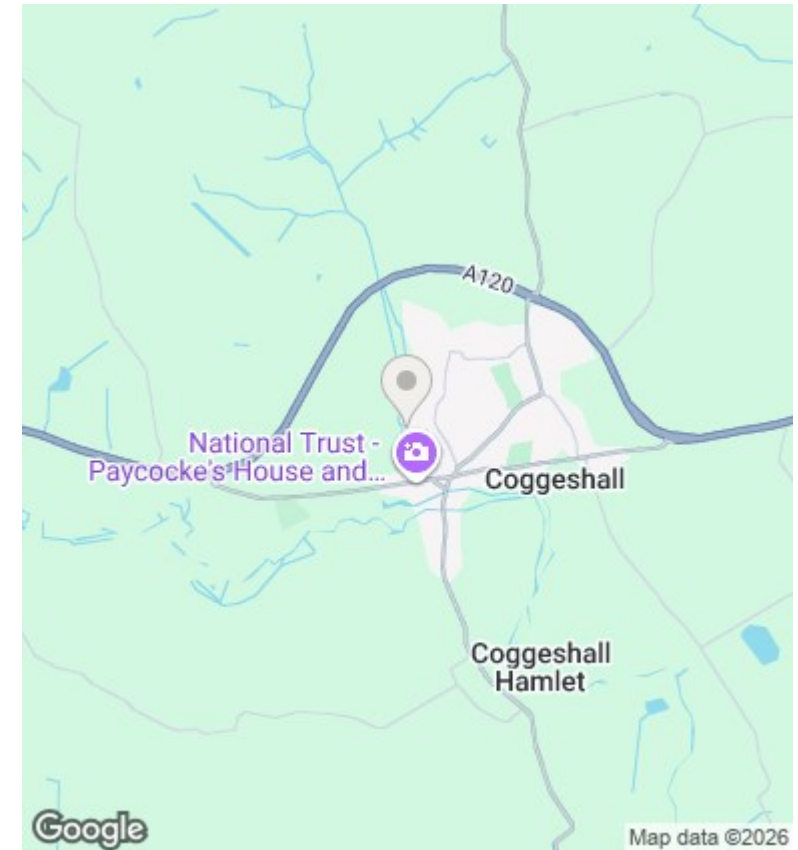 A120
National Trust -
Paycocke's House and...
Coggeshall
Coggeshall
Hamlet
Google
Map data ©2026